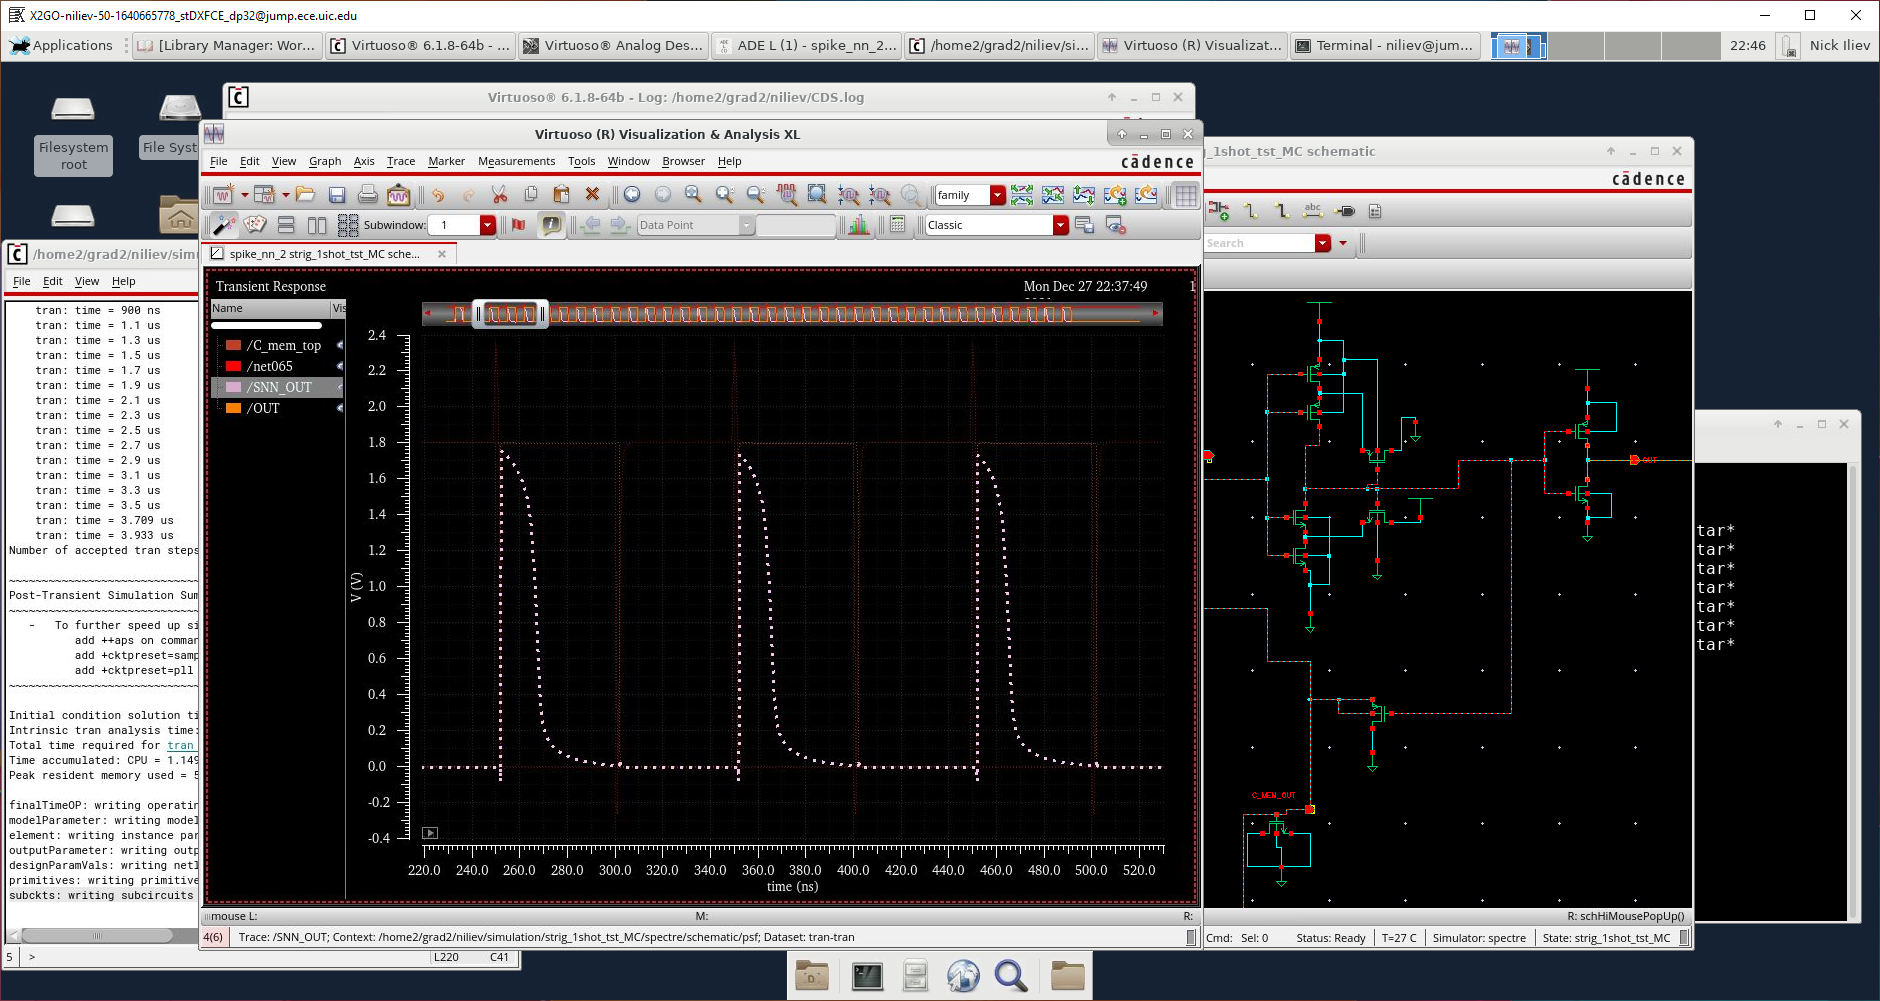 X2GO-niliev-50-1640665778_stDXFCE_dp32@jump.ece.uic.edu
Applications
[Library Manager: Wor...
Virtuoso® 6.1.8-64b - ...
Virtuoso® Analog Des...
ADE L (1) - spike_nn_2...
/home2/grad2/niliev/si...
Virtuoso (R) Visualizat...
Terminal - niliev@jum...
22:46
Nick Iliev
Filesystem
root
File Syst
Virtuoso® 6.1.8-64b - Log: /home2/grad2/niliev/CDS.log
Virtuoso (R) Visualization & Analysis XL
File Edit View Graph Axis Trace Marker Measurements Tools Window Browser Help
cādence
family
Subwindow: 1
Data Point
Classic
spike_nn_2 strig_1shot_tst_MC sche...
Transient Response
Mon Dec 27 22:37:49
1
Name
Vis
/C_mem_top
/net065
/SNN_OUT
/OUT
2.4
2.2
2.0
1.8
1.6
1.4
1.2
1.0
0.8
0.6
0.4
0.2
0.0
-0.2
-0.4
V (V)
220.0 240.0 260.0 280.0 300.0 320.0 340.0 360.0 380.0 400.0 420.0 440.0 460.0 480.0 500.0 520.0
time (ns)
mouse L:
M:
R:
4(6)
Trace: /SNN_OUT; Context: /home2/grad2/niliev/simulation/strig_1shot_tst_MC/spectre/schematic/psf; Dataset: tran-tran
/home2/grad2/niliev/sim
File Edit View Help
tran: time = 900 ns
tran: time = 1.1 us
tran: time = 1.3 us
tran: time = 1.5 us
tran: time = 1.7 us
tran: time = 1.9 us
tran: time = 2.1 us
tran: time = 2.3 us
tran: time = 2.5 us
tran: time = 2.7 us
tran: time = 2.9 us
tran: time = 3.1 us
tran: time = 3.3 us
tran: time = 3.5 us
tran: time = 3.709 us
tran: time = 3.933 us
Number of accepted tran steps
~~~~~~~~~~~~~~~~~~~~~~~~~~~~~
Post-Transient Simulation Sum
~~~~~~~~~~~~~~~~~~~~~~~~~~~~~
- To further speed up si
add ++aps on comman
add +cktpreset=samp
add +cktpreset=pll
~~~~~~~~~~~~~~~~~~~~~~~~~~~~~
Initial condition solution ti
Intrinsic tran analysis time:
Total time required for tran
Time accumulated: CPU = 1.149
Peak resident memory used = 5
finalTimeOP: writing operatin
modelParameter: writing model
element: writing instance par
outputParameter: writing outp
designParamVals: writing netl
primitives: writing primitive
subckts: writing subcircuits
5
>
L220 C41
_1shot_tst_MC schematic
cādence
abc
Search
OUT
C_MEM_OUT
R: schHiMousePopUp()
Cmd: Sel: 0
Status: Ready
T=27 C
Simulator: spectre
State: strig_1shot_tst_MC
tar*
tar*
tar*
tar*
tar*
tar*
tar*